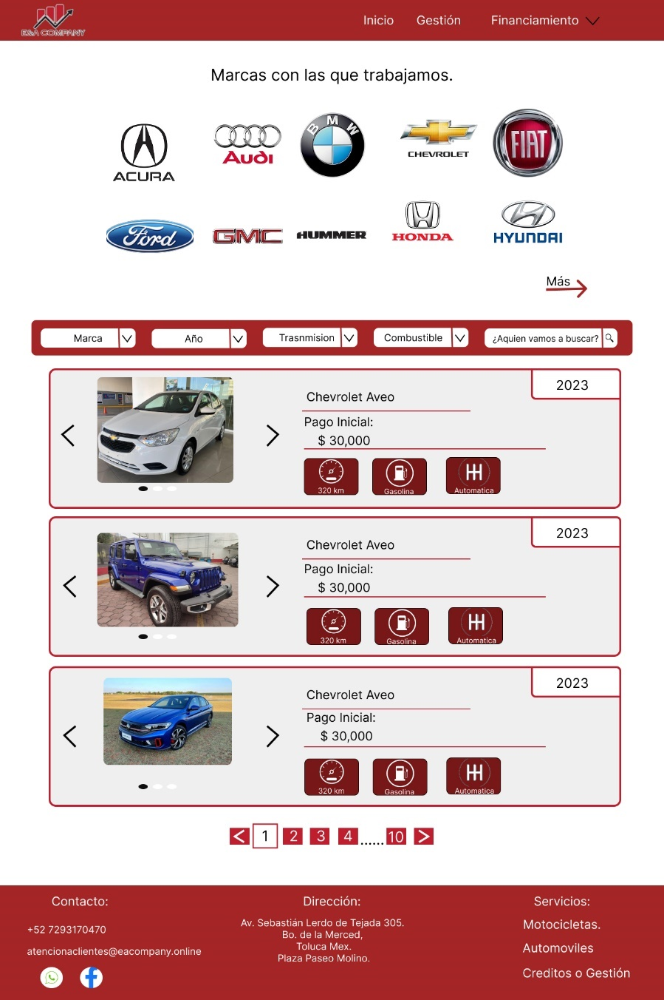 E&A COMPANY
Inicio Gestión Financiamiento
Marcas con las que trabajamos.
ACURA
Audi
BMW
CHEVROLET
FIAT
Ford
GMC
HUMMER
HONDA
HYUNDAI
Más
Marca Año Trasnmision Combustible ¿Aquien vamos a buscar?
2023
Chevrolet Aveo
Pago Inicial:
$ 30,000
320 km Gasolina Automatica
2023
Chevrolet Aveo
Pago Inicial:
$ 30,000
320 km Gasolina Automatica
2023
Chevrolet Aveo
Pago Inicial:
$ 30,000
320 km Gasolina Automatica
< 1 2 3 4 ...... 10 >
Contacto:
+52 7293170470
atencionaclientes@eacompany.online
Dirección:
Av. Sebastián Lerdo de Tejada 305.
Bo. de la Merced,
Toluca Mex.
Plaza Paseo Molino.
Servicios:
Motocicletas.
Automoviles
Creditos o Gestión